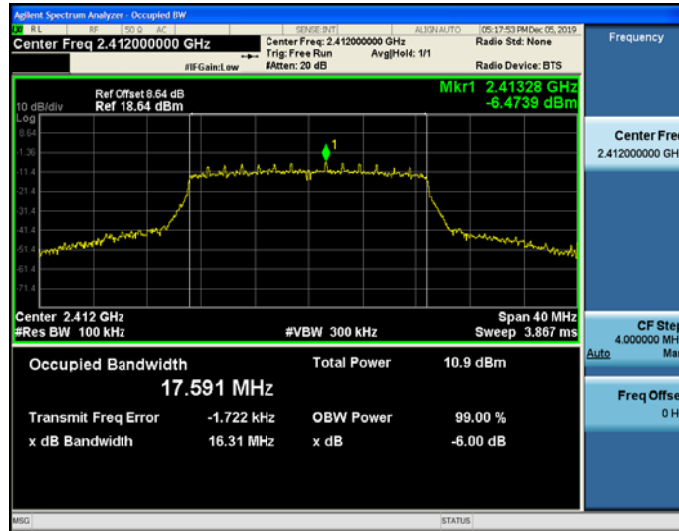 Agilent Spectrum Analyzer - Occupied BW
LXI RL RF 50 Ω AC SENSE:INT ALIGN AUTO 05:17:53 PM Dec 05, 2019
Center Freq 2.412000000 GHz Center Freq: 2.412000000 GHz Radio Std: None Frequency
Trig: Free Run Avg|Hold: 1/1
#IFGain:Low #Atten: 20 dB Radio Device: BTS
Ref Offset 8.64 dB Mkr1 2.41328 GHz
10 dB/div Ref 18.64 dBm -6.4739 dBm
Log
8.64
-1.36
-11.4
-21.4
-31.4
-41.4
-51.4
-61.4
-71.4
1
Center Fre
2.412000000 GH
Center 2.412 GHz Span 40 MHz
#Res BW 100 kHz #VBW 300 kHz Sweep 3.867 ms
CF Step
4.000000 MH
Auto Ma
Occupied Bandwidth Total Power 10.9 dBm
17.591 MHz
Transmit Freq Error -1.722 kHz OBW Power 99.00 %
x dB Bandwidth 16.31 MHz x dB -6.00 dB
Freq Offse
0 H
MSG STATUS